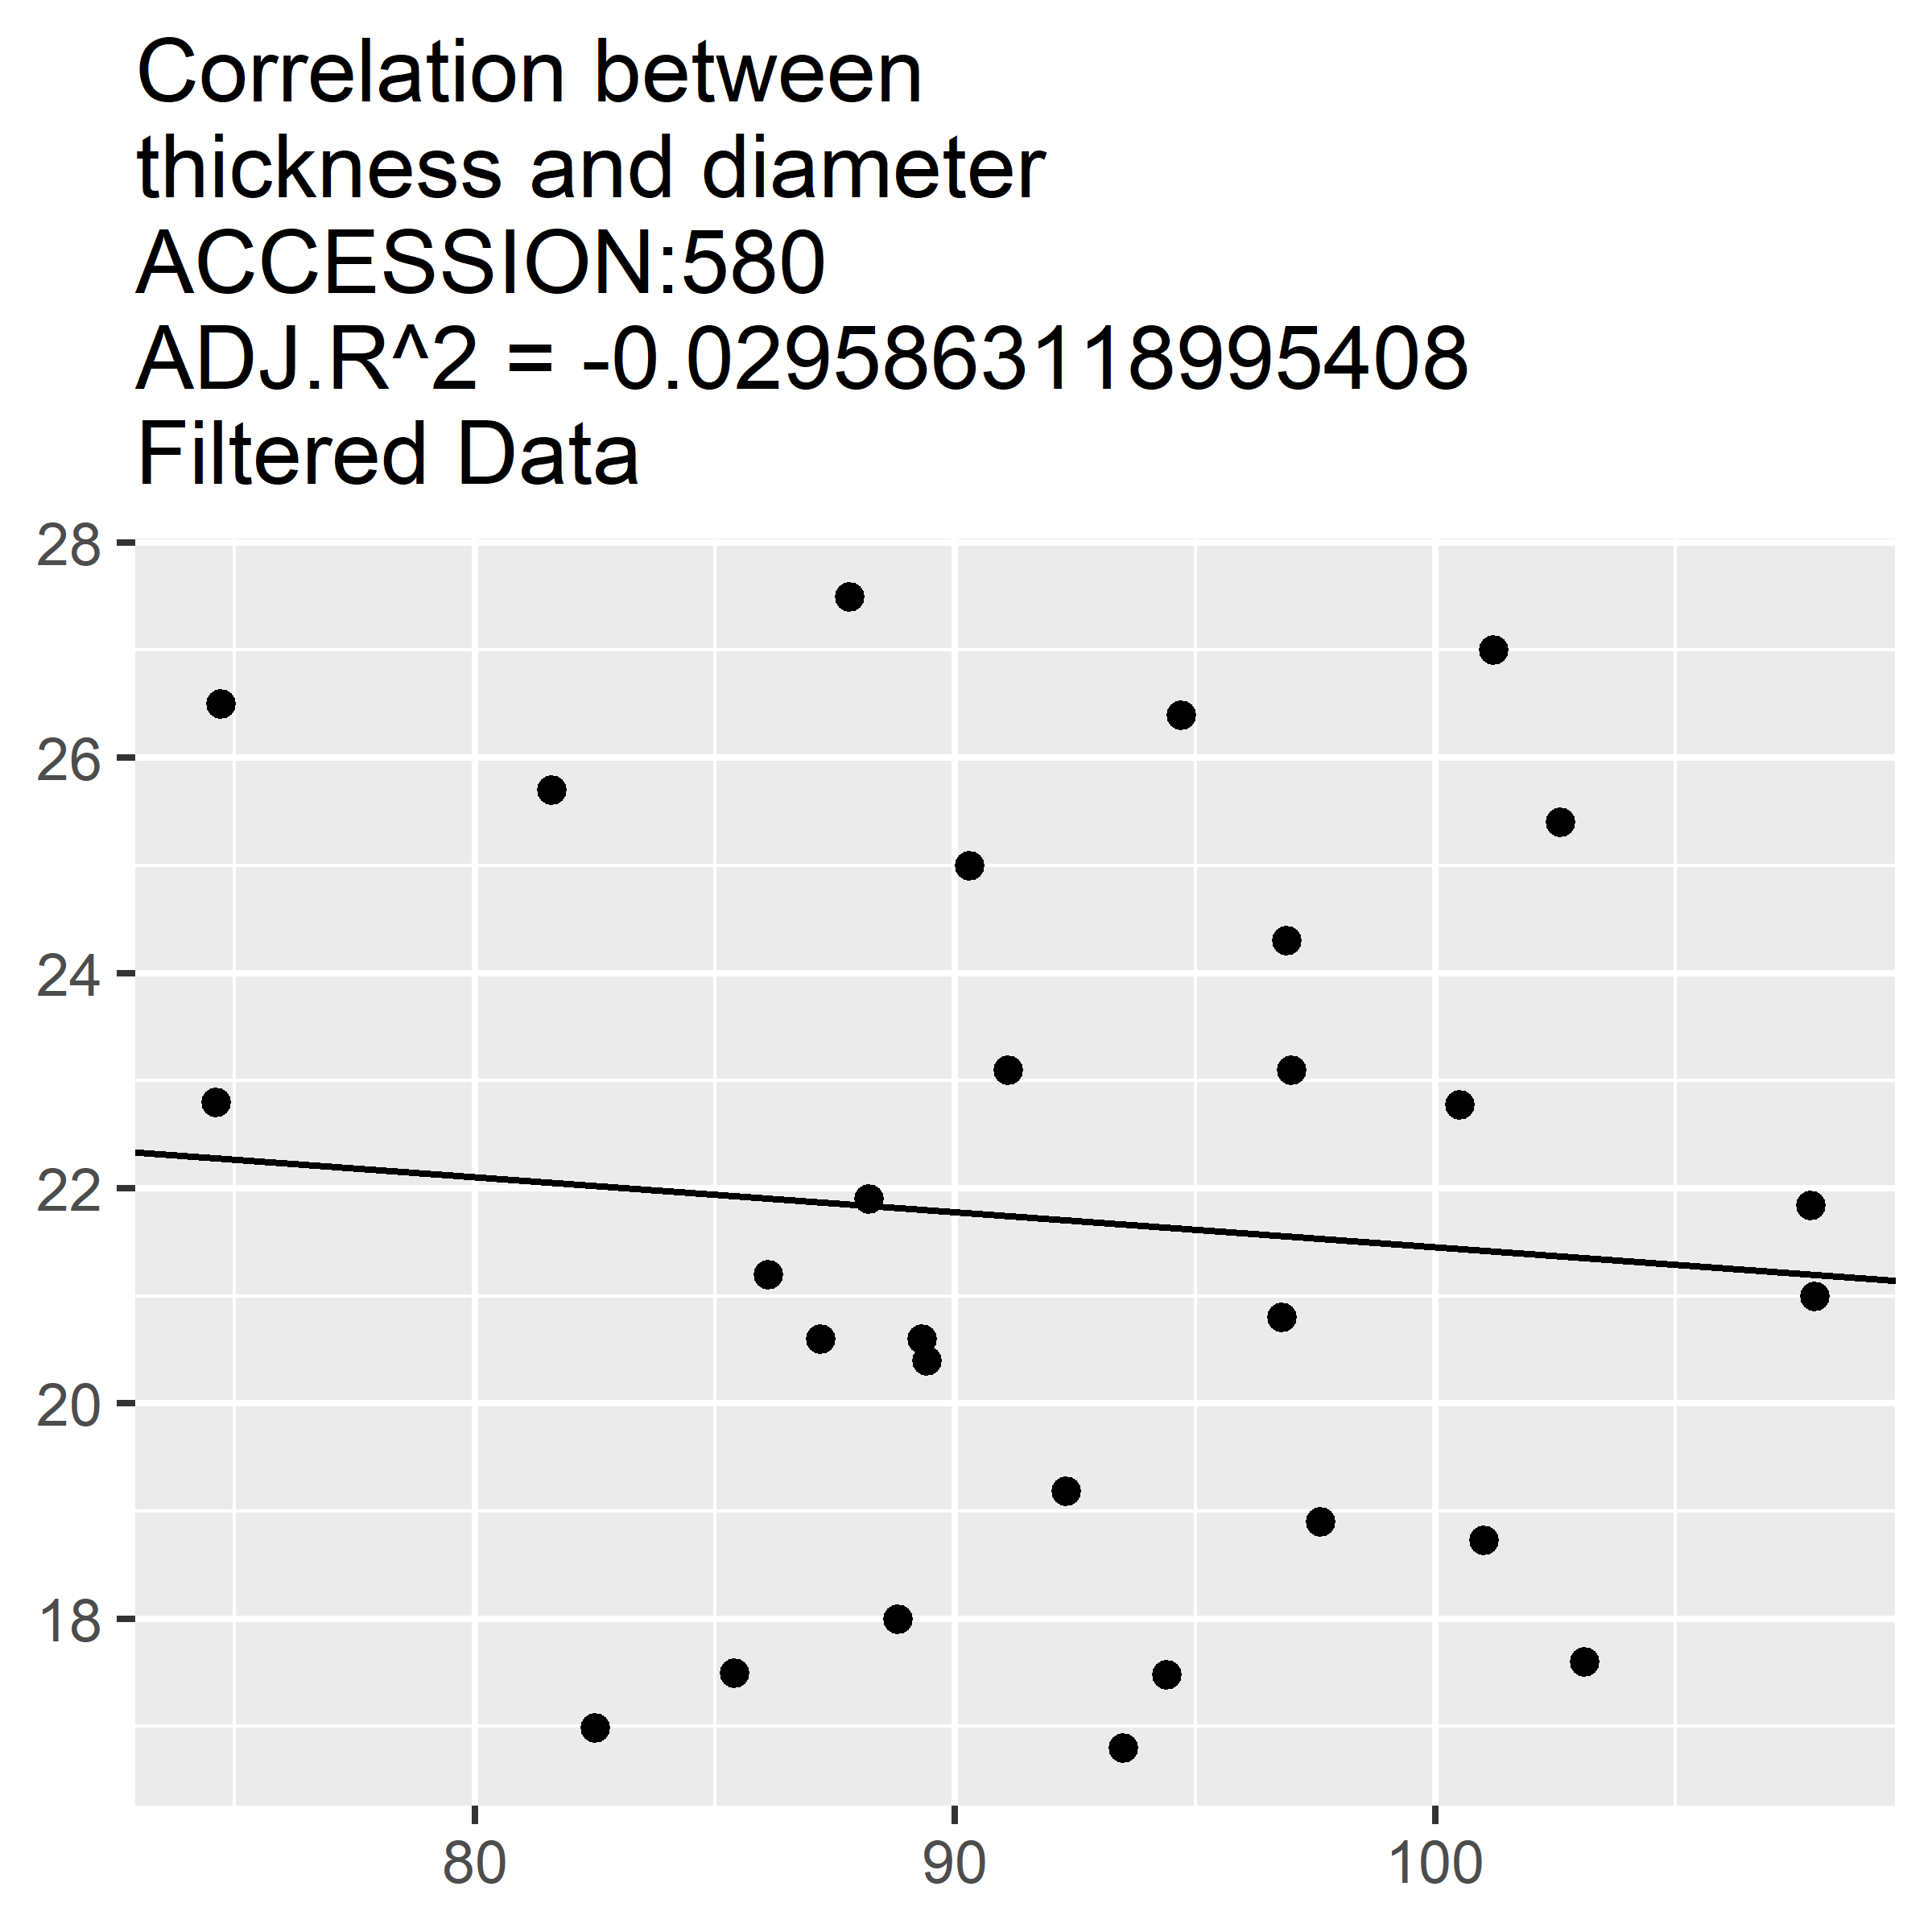 Correlation between
thickness and diameter
ACCESSION:580
ADJ.R^2 = -0.0295863118995408
Filtered Data
28
26
24
22
20
18
80 90 100